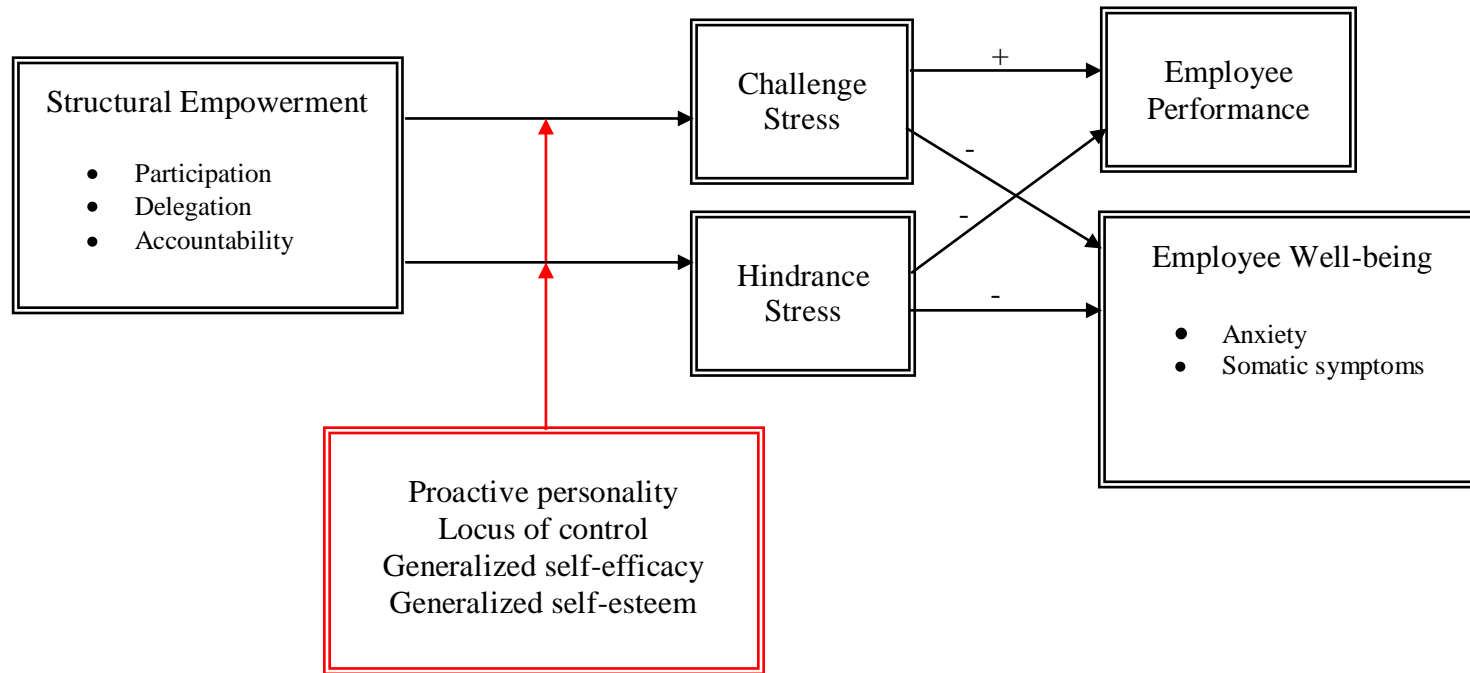 Structural Empowerment
● Participation
● Delegation
● Accountability
Challenge
Stress
Hindrance
Stress
+
-
-
-
Employee
Performance
Employee Well-being
● Anxiety
● Somatic symptoms
Proactive personality
Locus of control
Generalized self-efficacy
Generalized self-esteem